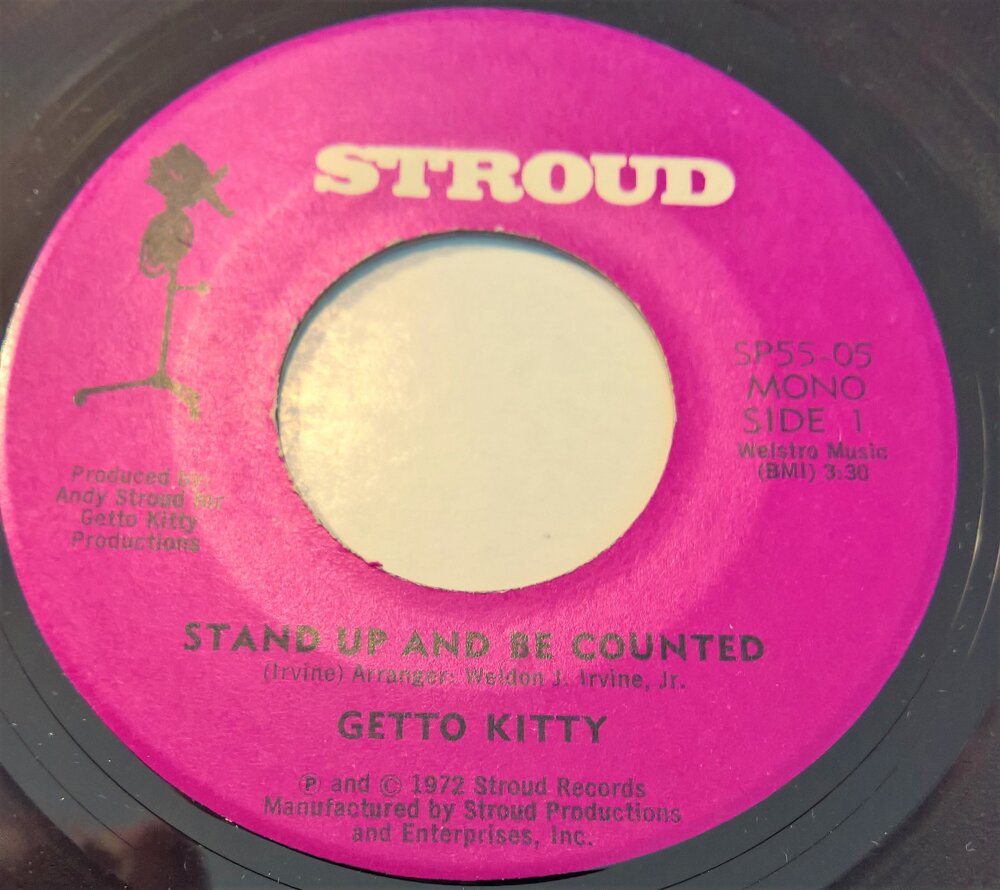 STROUD
SP55-05
MONO
SIDE 1
Welstro Music
(BMI) 3:30
Produced by:
Andy Stroud for
Getto Kitty
Productions
STAND UP AND BE COUNTED
(Irvine) Arranger: Weldon J. Irvine, Jr.
GETTO KITTY
Ⓟ and © 1972 Stroud Records
Manufactured by Stroud Productions
and Enterprises, Inc.